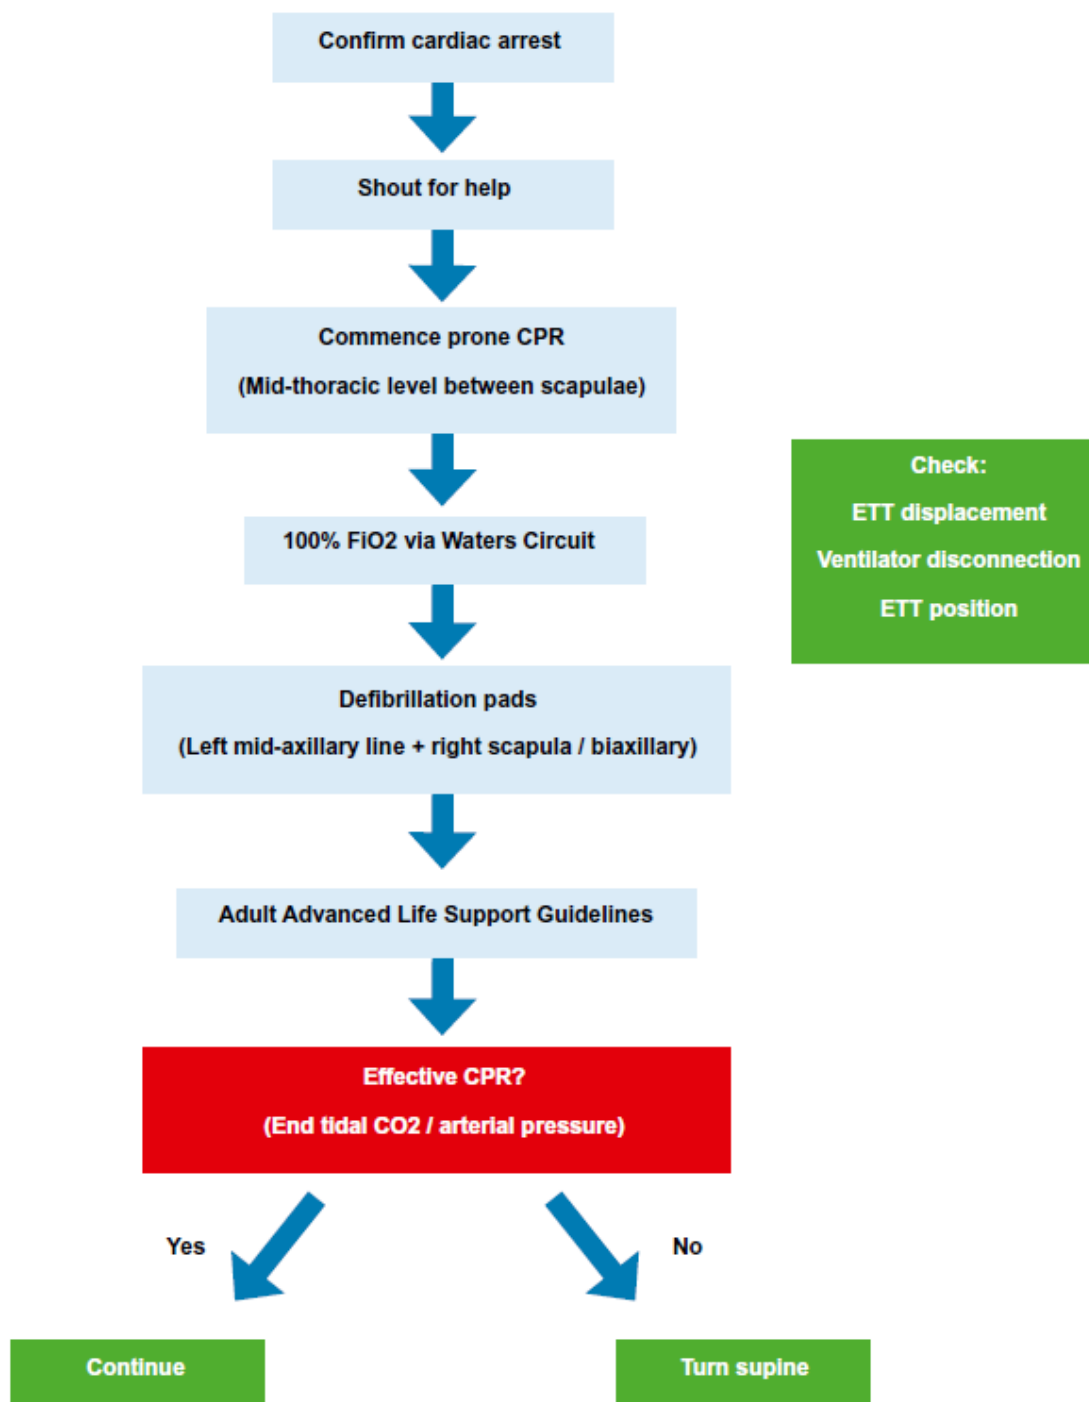 Confirm cardiac arrest
Shout for help
Commence prone CPR
(Mid-thoracic level between scapulae)
100% FiO2 via Waters Circuit
Check:
ETT displacement
Ventilator disconnection
ETT position
Defibrillation pads
(Left mid-axillary line + right scapula / biaxillary)
Adult Advanced Life Support Guidelines
Effective CPR?
(End tidal CO2 / arterial pressure)
Yes
No
Continue
Turn supine